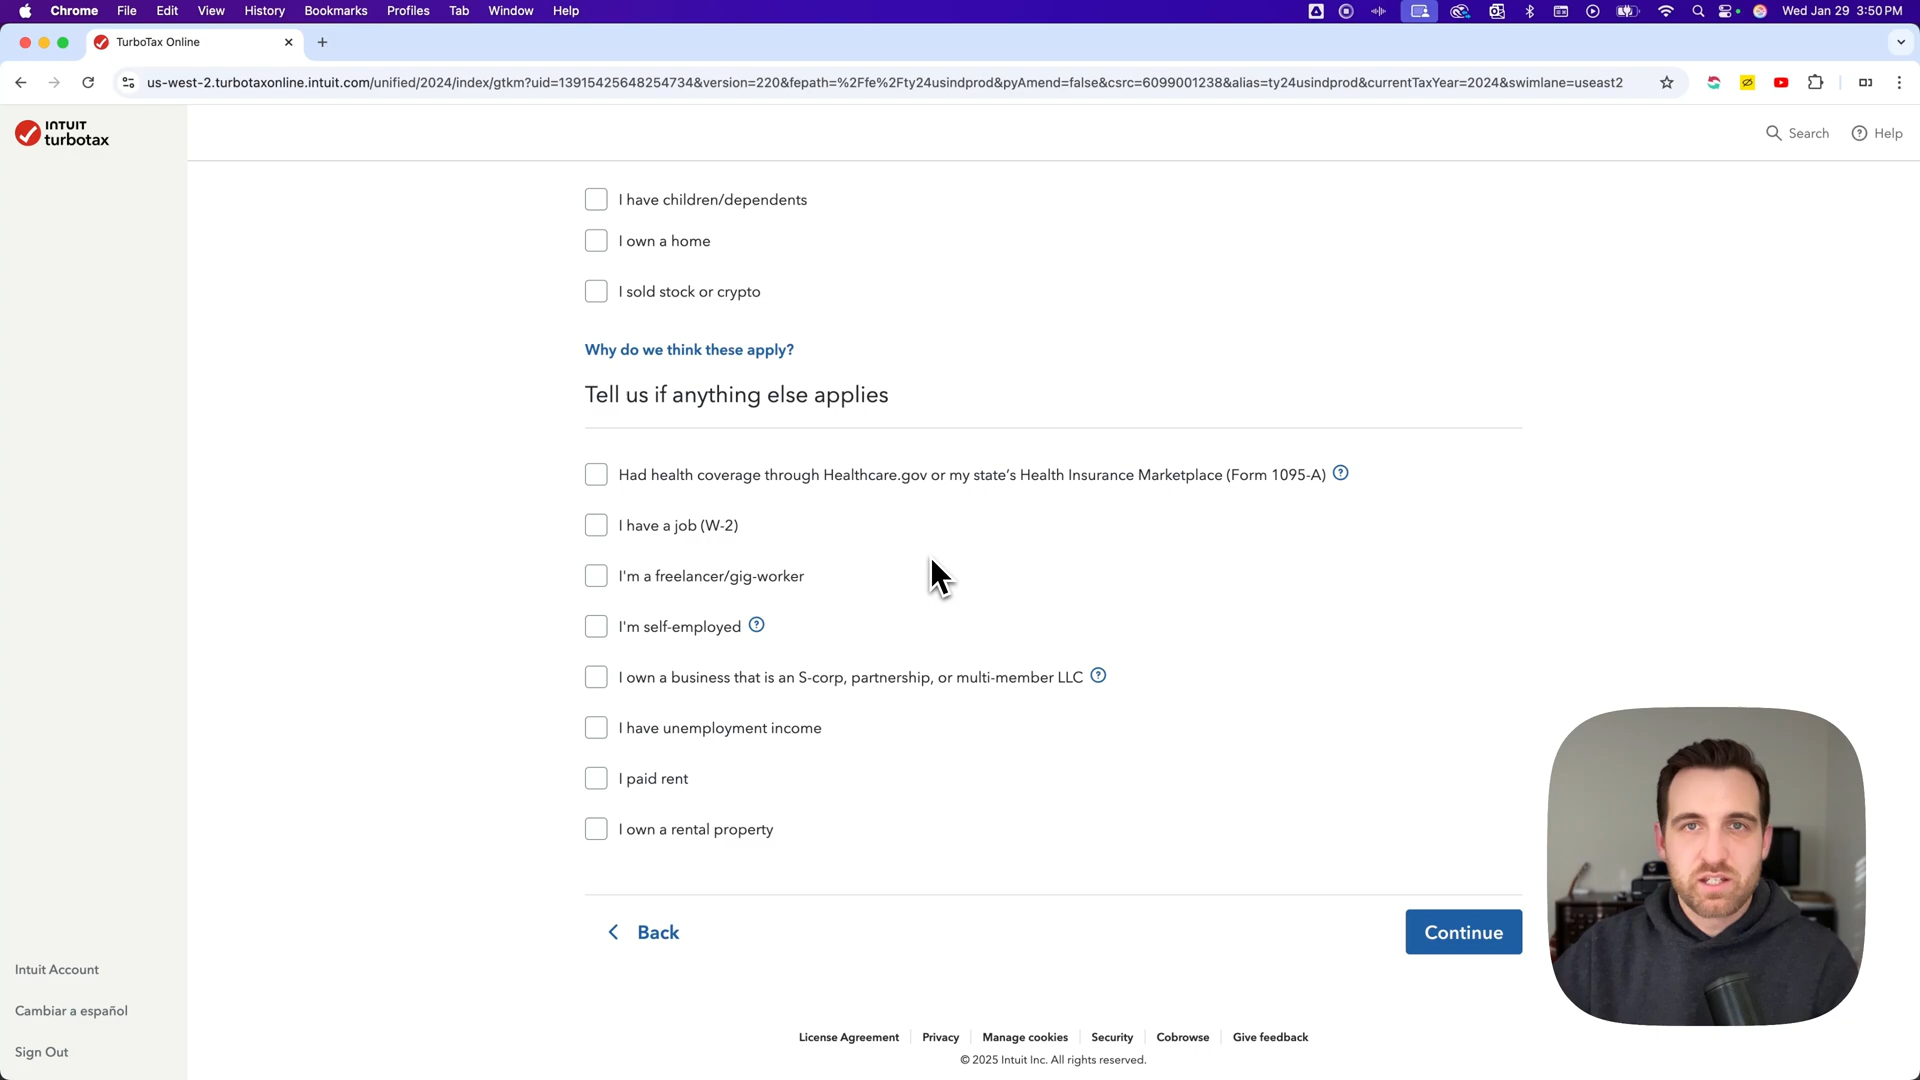 Chrome File Edit View History Bookmarks Profiles Tab Window Help Wed Jan 29 3:50 PM
TurboTax Online
us-west-2.turbotaxonline.intuit.com/unified/2024/index/gtkm?uid=13915425648254734&version=220&fepath=%2Ffe%2Fty24usindprod&pyAmend=false&csrc=6099001238&alias=ty24usindprod&currentTaxYear=2024&swimlane=useast2
INTUIT
turbotax
Search Help
I have children/dependents
I own a home
I sold stock or crypto
Why do we think these apply?
Tell us if anything else applies
Had health coverage through Healthcare.gov or my state’s Health Insurance Marketplace (Form 1095-A)
I have a job (W-2)
I'm a freelancer/gig-worker
I'm self-employed
I own a business that is an S-corp, partnership, or multi-member LLC
I have unemployment income
I paid rent
I own a rental property
Back Continue
Intuit Account
Cambiar a español
Sign Out
License Agreement Privacy Manage cookies Security Cobrowse Give feedback
© 2025 Intuit Inc. All rights reserved.